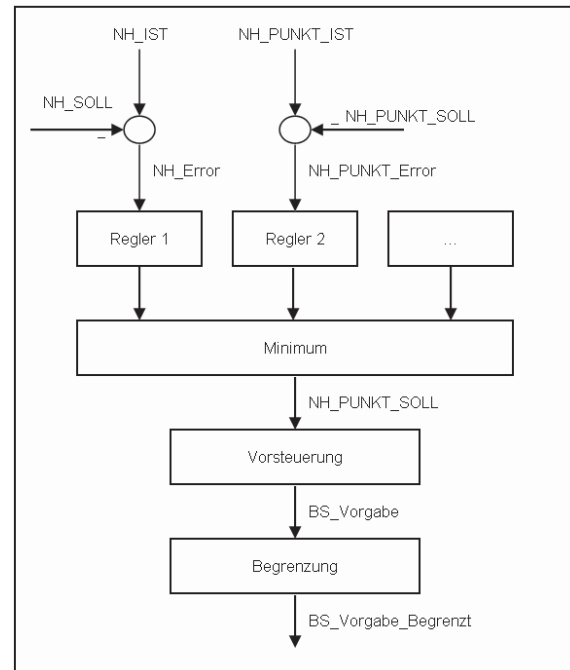 NH_IST
NH_PUNKT_IST
NH_SOLL
–
– NH_PUNKT_SOLL
NH_Error
NH_PUNKT_Error
Regler 1
Regler 2
...
Minimum
NH_PUNKT_SOLL
Vorsteuerung
BS_Vorgabe
Begrenzung
BS_Vorgabe_Begrenzt